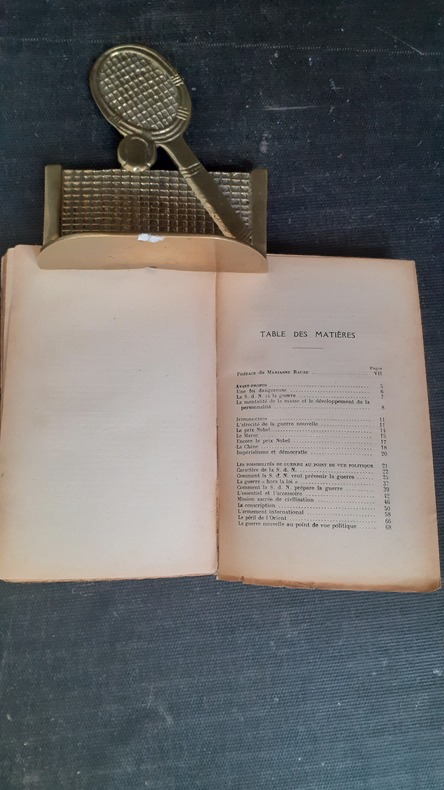 TABLE DES MATIÈRES
Pages
Préface de Marianne Rauze ..... VII
Avant-propos ..... 5
Une foi dangereuse ..... 6
La S. d. N. et la guerre ..... 7
La mentalité de la masse et le développement de la
personnalité ..... 8
Introduction ..... 11
L'atrocité de la guerre nouvelle ..... 11
Le prix Nobel ..... 14
Le Maroc ..... 15
Encore le prix Nobel ..... 17
La Chine ..... 18
Impérialisme et démocratie ..... 20
Les possibilités de guerre au point de vue politique 21
Caractère de la S. d. N. ..... 22
Comment la S. d. N. veut prévenir la guerre ..... 25
La guerre « hors la loi » ..... 37
Comment la S. d. N. prépare la guerre ..... 39
L'essentiel et l'accessoire ..... 42
Mission sacrée de civilisation ..... 46
La conscription ..... 50
L'armement international ..... 58
Le péril de l'Orient ..... 66
La guerre nouvelle au point de vue politique ..... 68